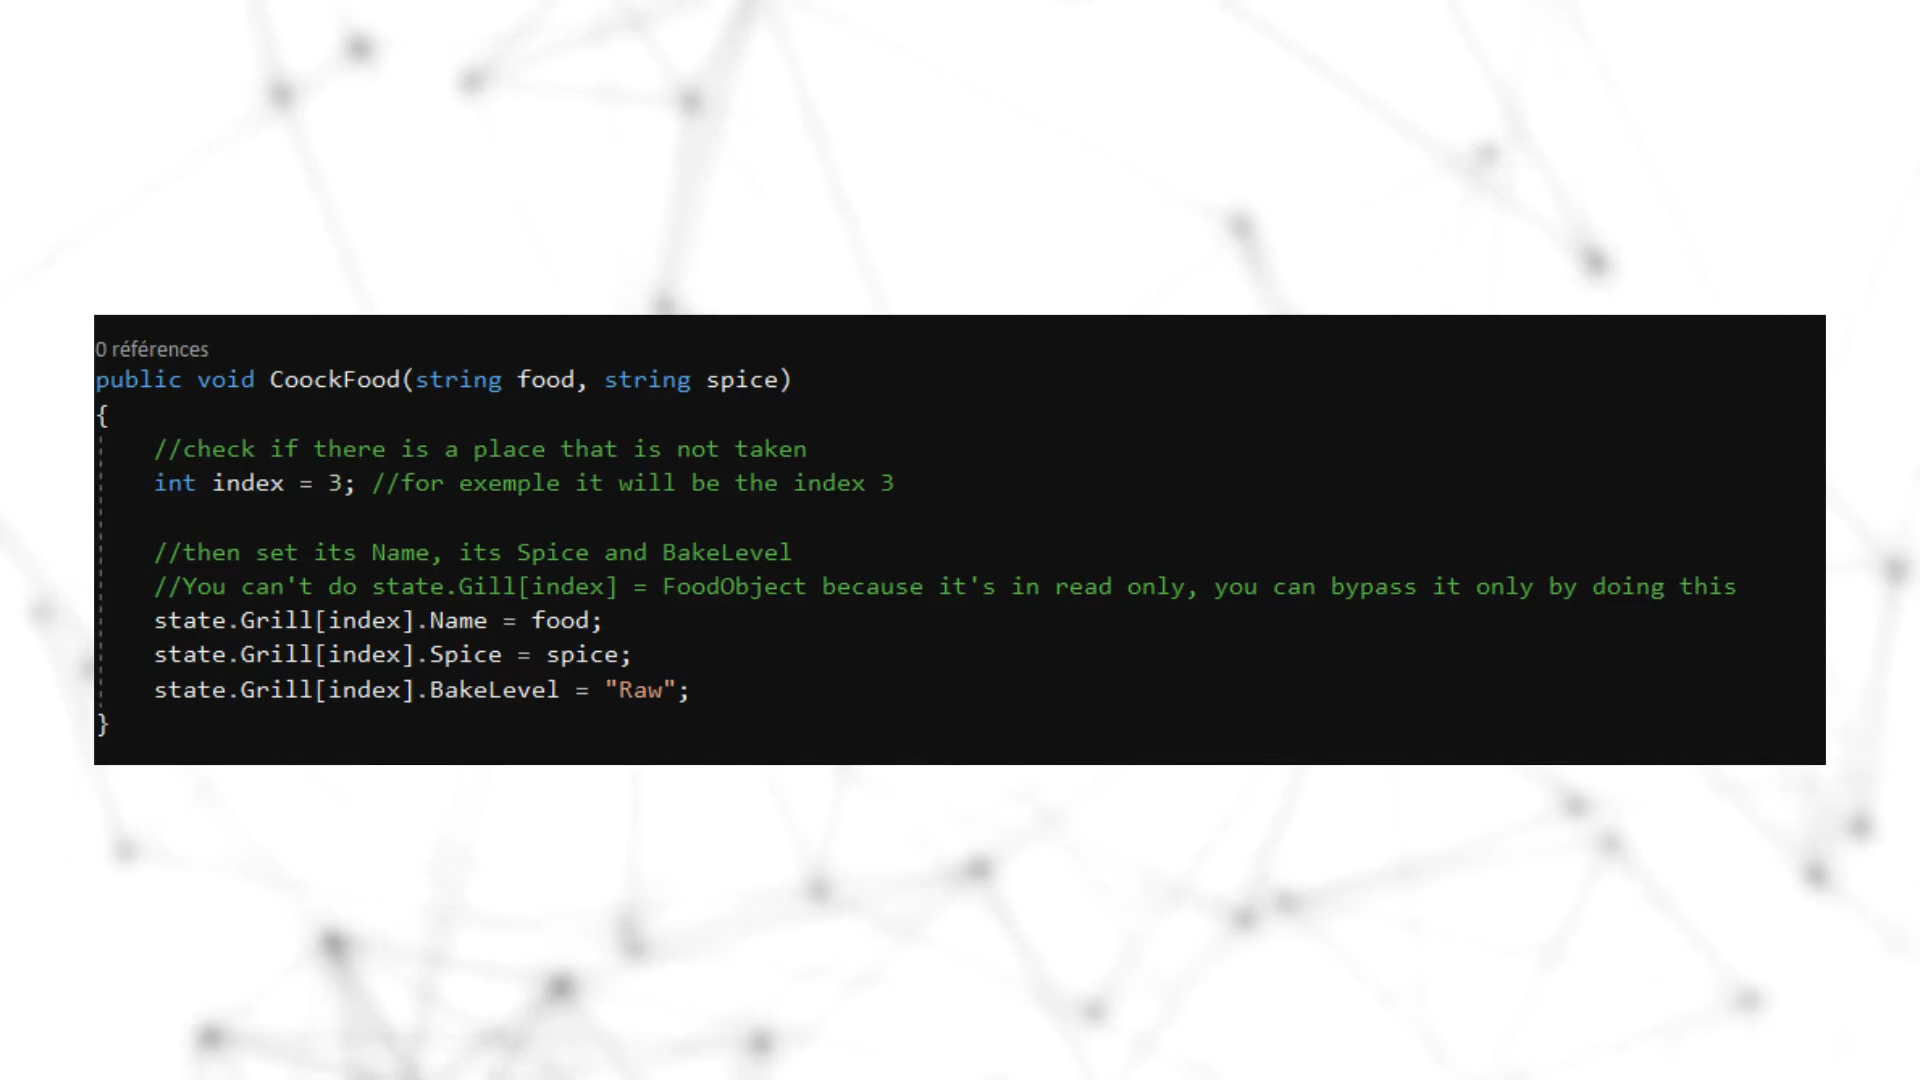 0 références
public void CoockFood(string food, string spice)
{
//check if there is a place that is not taken
int index = 3; //for exemple it will be the index 3
//then set its Name, its Spice and BakeLevel
//You can't do state.Gill[index] = FoodObject because it's in read only, you can bypass it only by doing this
state.Grill[index].Name = food;
state.Grill[index].Spice = spice;
state.Grill[index].BakeLevel = "Raw";
}